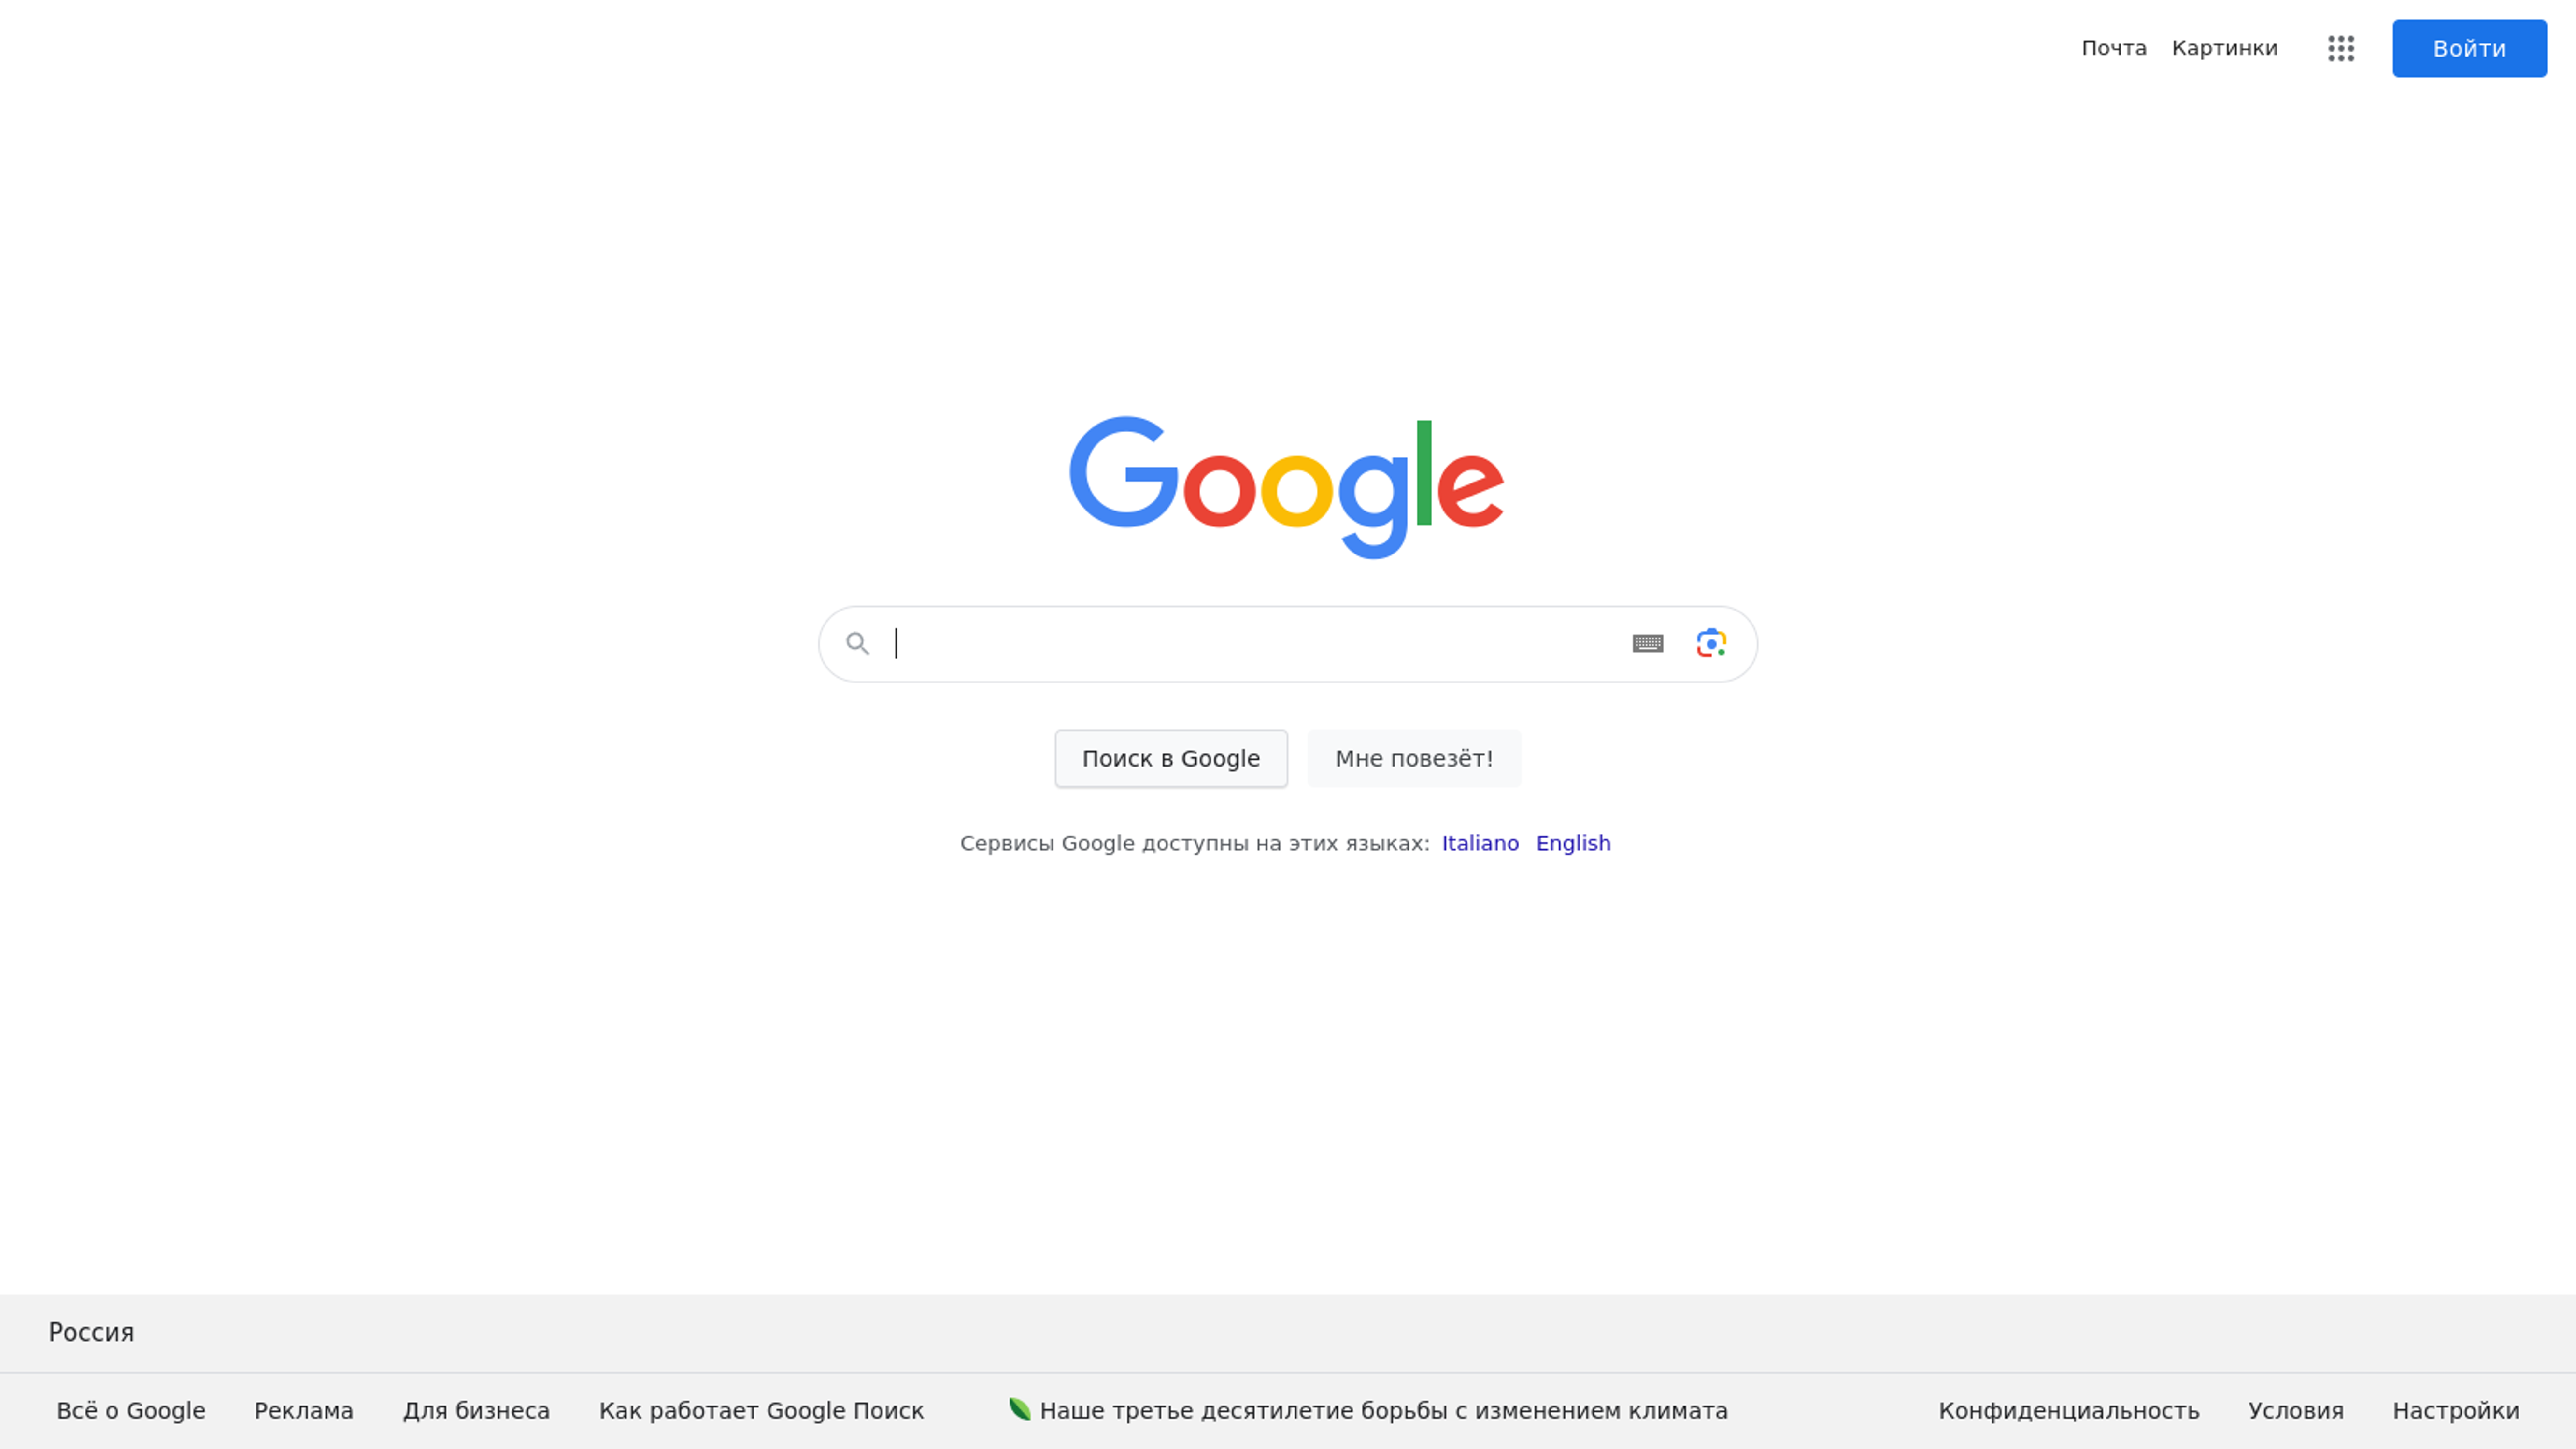 Почта Картинки Войти
Google
Поиск в Google Мне повезёт!
Сервисы Google доступны на этих языках: Italiano English
Россия
Всё о Google Реклама Для бизнеса Как работает Google Поиск Наше третье десятилетие борьбы с изменением климата Конфиденциальность Условия Настройки